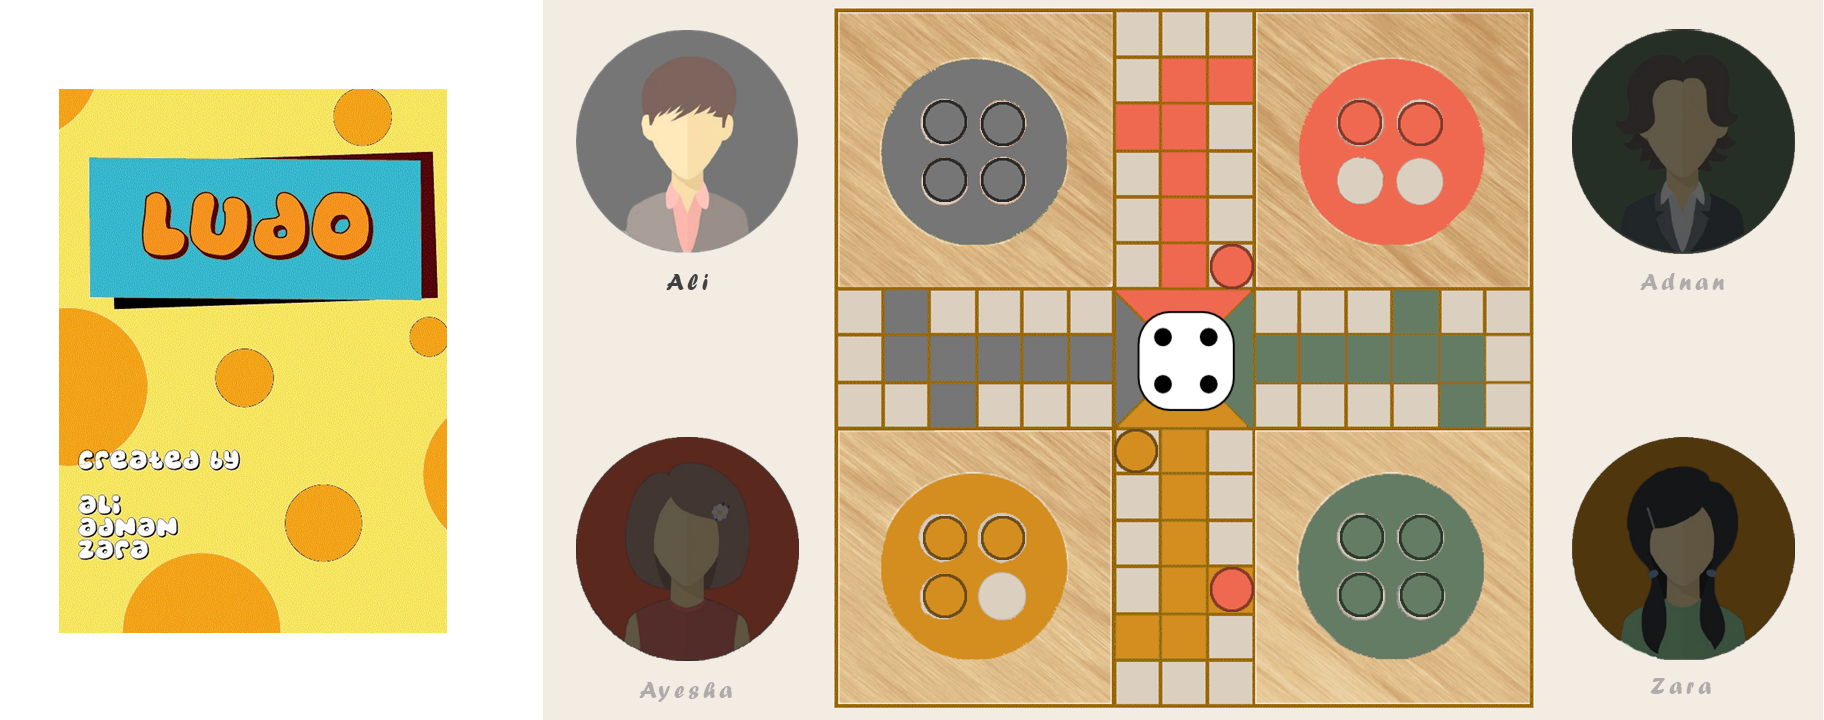 LUdO
created by
ali
adnan
zara
Ali
Adnan
Ayesha
Zara